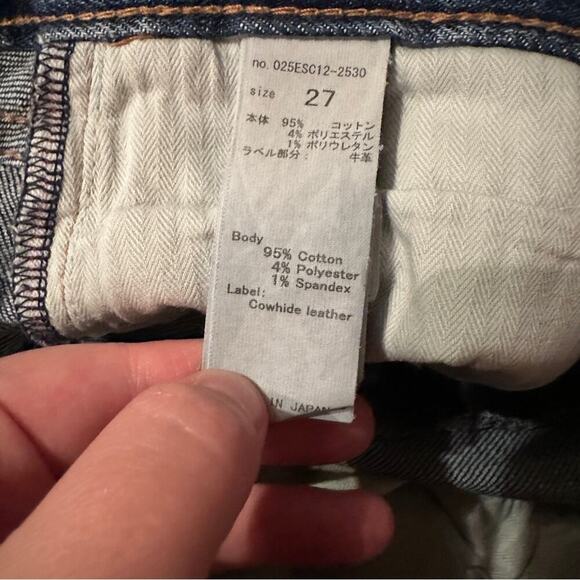 no. 025ESC12-2530
size 27
本体 95% コットン
4% ポリエステル
1% ポリウレタン
ラベル部分: 牛革
Body
95% Cotton
4% Polyester
1% Spandex
Label:
Cowhide leather
IN JAPAN